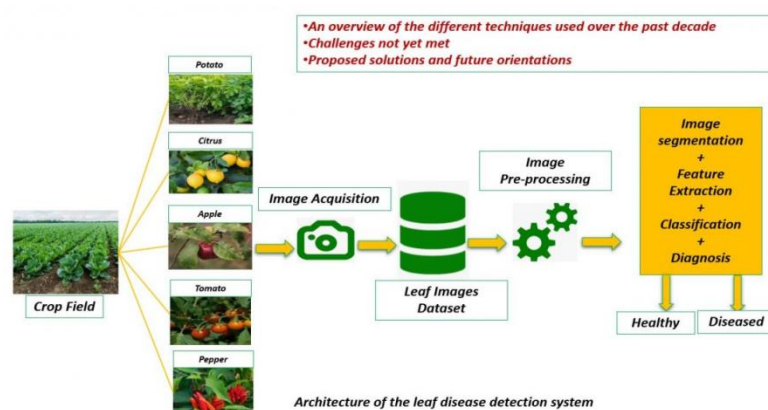 •An overview of the different techniques used over the past decade
•Challenges not yet met
•Proposed solutions and future orientations
Potato
Citrus
Apple
Tomato
Pepper
Crop Field
Image Acquisition
Leaf Images
Dataset
Image
Pre-processing
Image
segmentation
+
Feature
Extraction
+
Classification
+
Diagnosis
Healthy
Diseased
Architecture of the leaf disease detection system